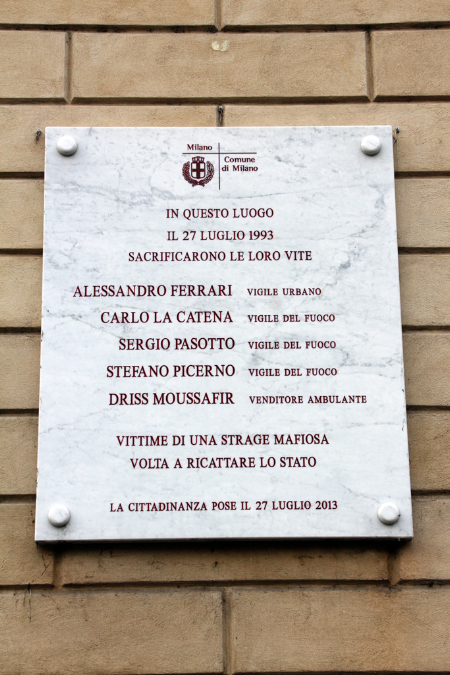 Milano
Comune
di Milano
IN QUESTO LUOGO
IL 27 LUGLIO 1993
SACRIFICARONO LE LORO VITE
ALESSANDRO FERRARI VIGILE URBANO
CARLO LA CATENA VIGILE DEL FUOCO
SERGIO PASOTTO VIGILE DEL FUOCO
STEFANO PICERNO VIGILE DEL FUOCO
DRISS MOUSSAFIR VENDITORE AMBULANTE
VITTIME DI UNA STRAGE MAFIOSA
VOLTA A RICATTARE LO STATO
LA CITTADINANZA POSE IL 27 LUGLIO 2013